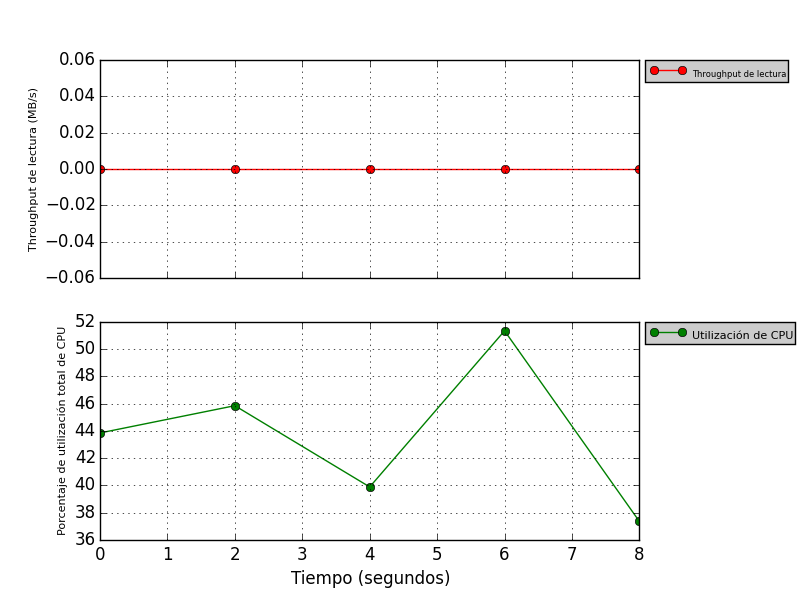 Throughput de lectura (MB/s)
0.06
0.04
0.02
0.00
−0.02
−0.04
−0.06
Throughput de lectura
Porcentaje de utilización total de CPU
52
50
48
46
44
42
40
38
36
0 1 2 3 4 5 6 7 8
Tiempo (segundos)
Utilización de CPU